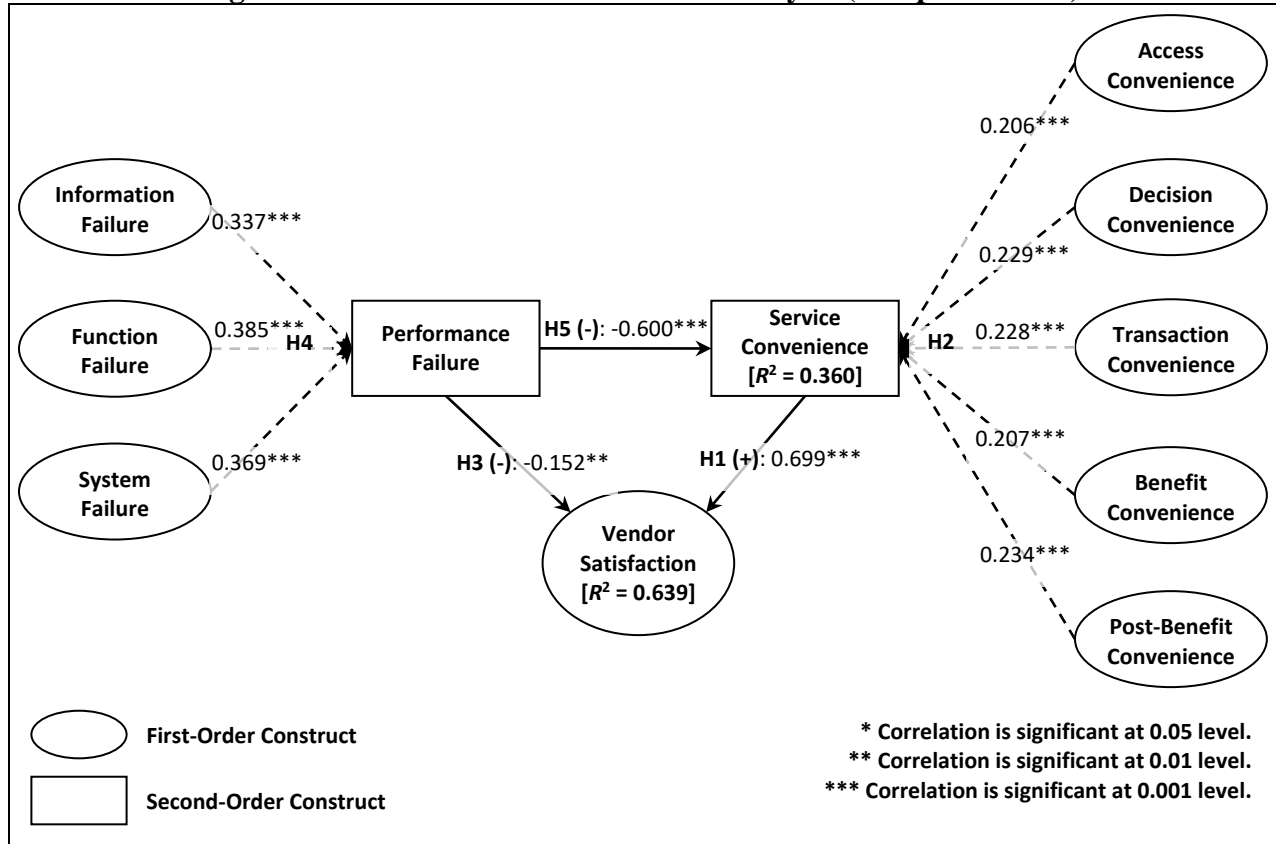 Access
Convenience
0.206***
Information
Failure
0.337***
Decision
Convenience
0.229***
Function
Failure
0.385***
H4
Performance
Failure
H5 (-): -0.600***
Service
Convenience
[R² = 0.360]
H2
0.228***
Transaction
Convenience
System
Failure
0.369***
H3 (-): -0.152**
H1 (+): 0.699***
0.207***
Benefit
Convenience
Vendor
Satisfaction
[R² = 0.639]
0.234***
Post-Benefit
Convenience
First-Order Construct
Second-Order Construct
* Correlation is significant at 0.05 level.
** Correlation is significant at 0.01 level.
*** Correlation is significant at 0.001 level.